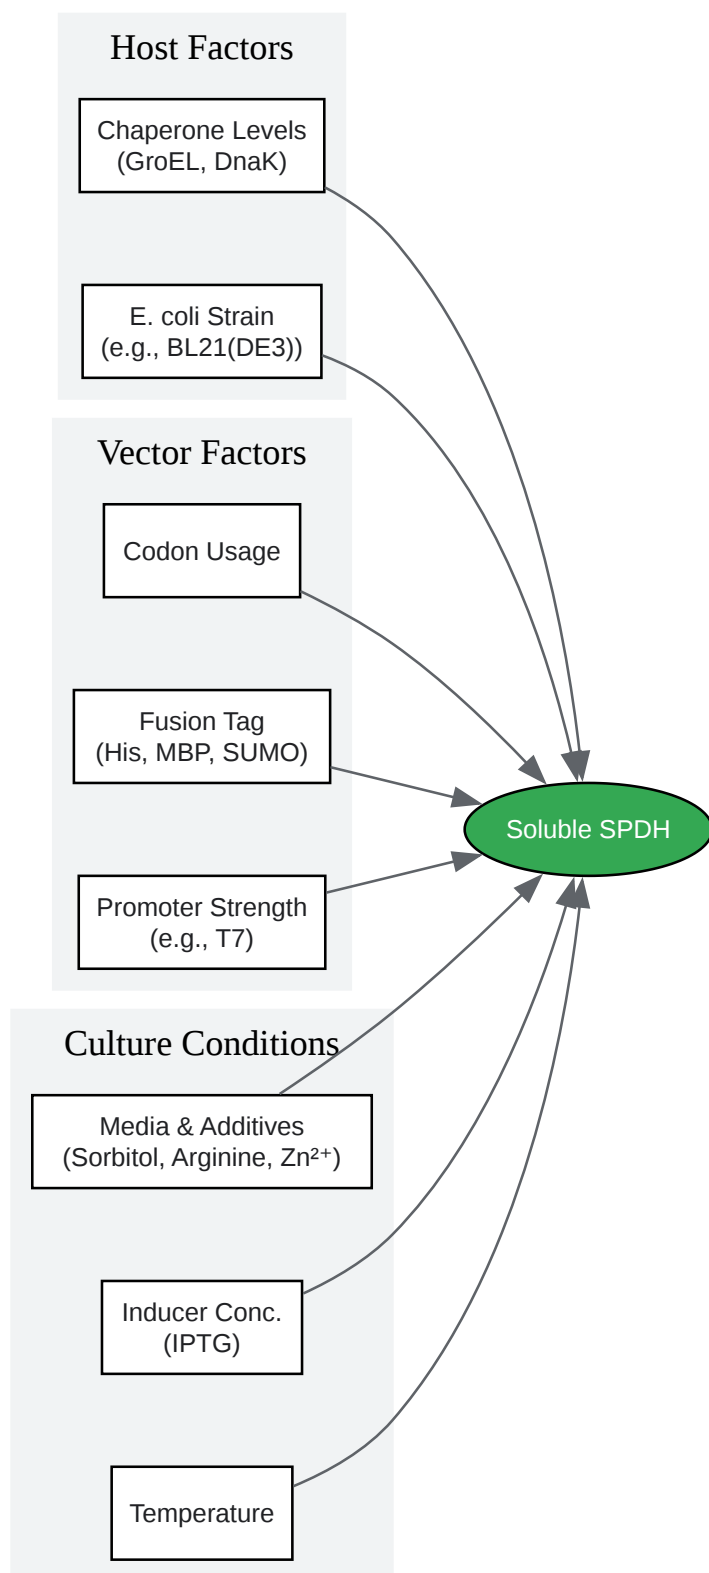 Host Factors
Chaperone Levels
(GroEL, DnaK)
E. coli Strain
(e.g., BL21(DE3))
Vector Factors
Codon Usage
Fusion Tag
(His, MBP, SUMO)
Soluble SPDH
Promoter Strength
(e.g., T7)
Culture Conditions
Media & Additives
(Sorbitol, Arginine, Zn²⁺)
Inducer Conc.
(IPTG)
Temperature